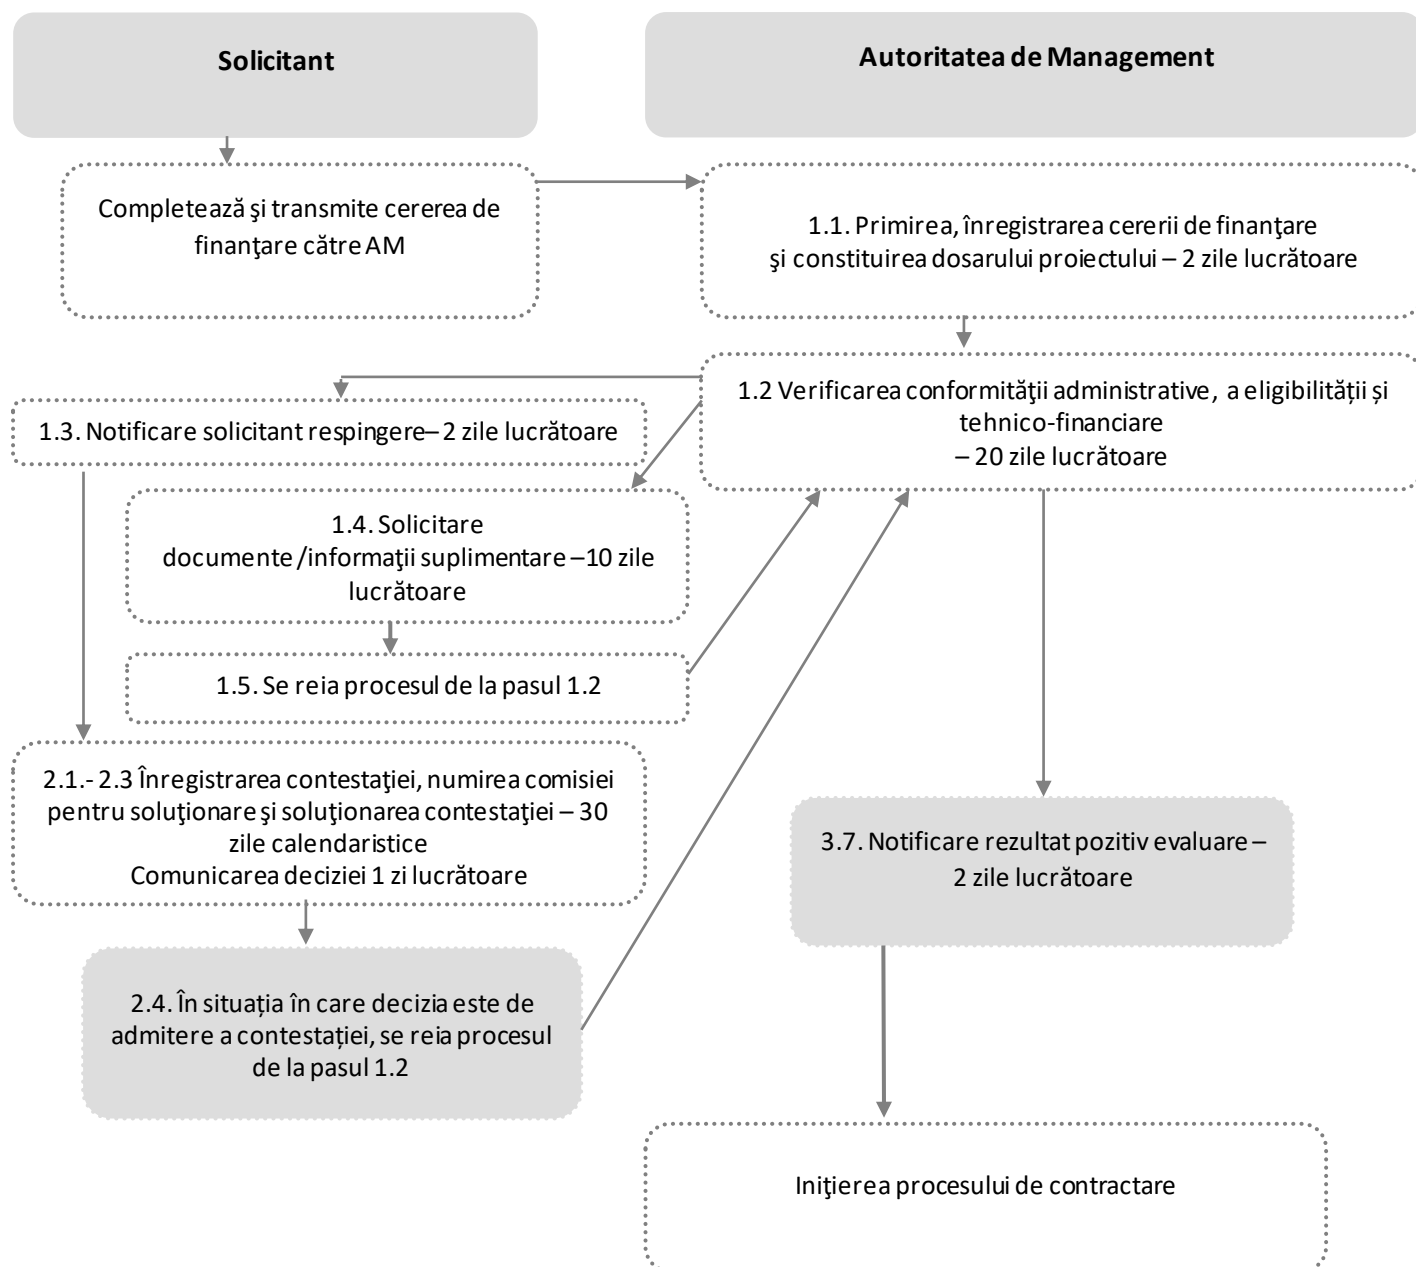 Solicitant
Autoritatea de Management
Completează şi transmite cererea de
finanţare către AM
1.1. Primirea, înregistrarea cererii de finanţare
şi constituirea dosarului proiectului – 2 zile lucrătoare
1.2 Verificarea conformităţii administrative, a eligibilității și
tehnico-financiare
– 20 zile lucrătoare
1.3. Notificare solicitant respingere– 2 zile lucrătoare
1.4. Solicitare
documente/informaţii suplimentare –10 zile
lucrătoare
1.5. Se reia procesul de la pasul 1.2
2.1.- 2.3 Înregistrarea contestaţiei, numirea comisiei
pentru soluţionare şi soluţionarea contestaţiei – 30
zile calendaristice
Comunicarea deciziei 1 zi lucrătoare
3.7. Notificare rezultat pozitiv evaluare –
2 zile lucrătoare
2.4. În situația în care decizia este de
admitere a contestației, se reia procesul
de la pasul 1.2
Iniţierea procesului de contractare